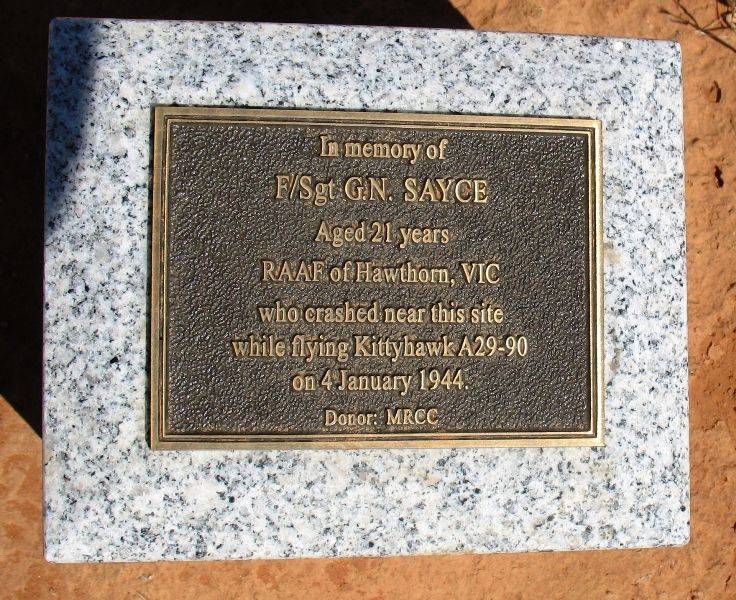 In memory of
F/Sgt G.N. SAYCE
Aged 21 years
RAAF of Hawthorn, VIC
who crashed near this site
while flying Kittyhawk A29-90
on 4 January 1944.
Donor: MRCC